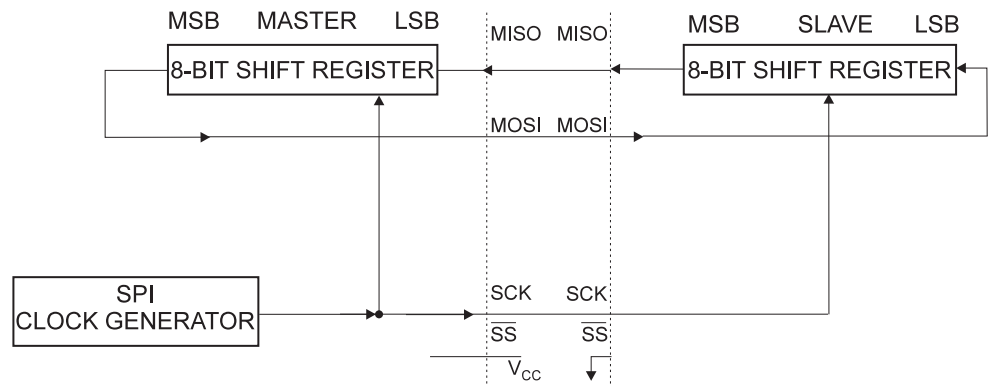 MSB MASTER LSB MISO MISO MSB SLAVE LSB
8-BIT SHIFT REGISTER 8-BIT SHIFT REGISTER
MOSI MOSI
SPI
CLOCK GENERATOR
SCK SCK
SS SS
VCC